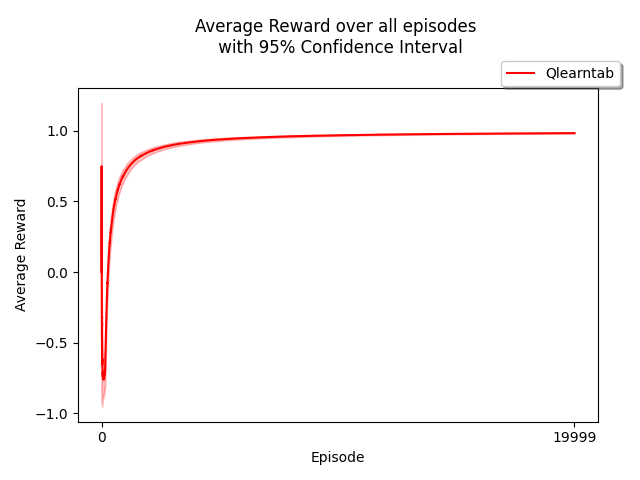 Average Reward over all episodes
with 95% Confidence Interval
Qlearntab
1.0
0.5
0.0
−0.5
−1.0
Average Reward
0
19999
Episode